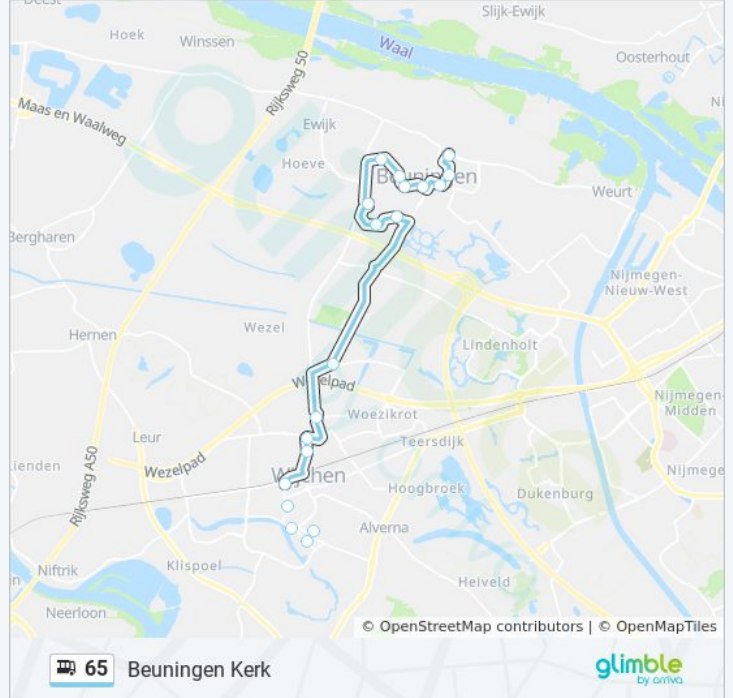 Deest
Slijk-Ewijk
Hoek
Winssen
Waal
Oosterhout
Rijksweg 50
Maas en Waalweg
Ni
Ewijk
Hoeve
Beuningen
Weurt
Bergharen
Nijmegen-
Nieuw-West
Wezel
Hernen
Lindenholt
Wezelpad
Nijmegen-
Midden
Woezikrot
Leur
Teersdijk
Lienden
Wezelpad
Nijmege
Wijchen
Rijksweg A50
Hoogbroek
Dukenburg
Alverna
Niftrik
Klispoel
Heiveld
Neerloon
© OpenStreetMap contributors | © OpenMapTiles
65 Beuningen Kerk
glimble
by arriva